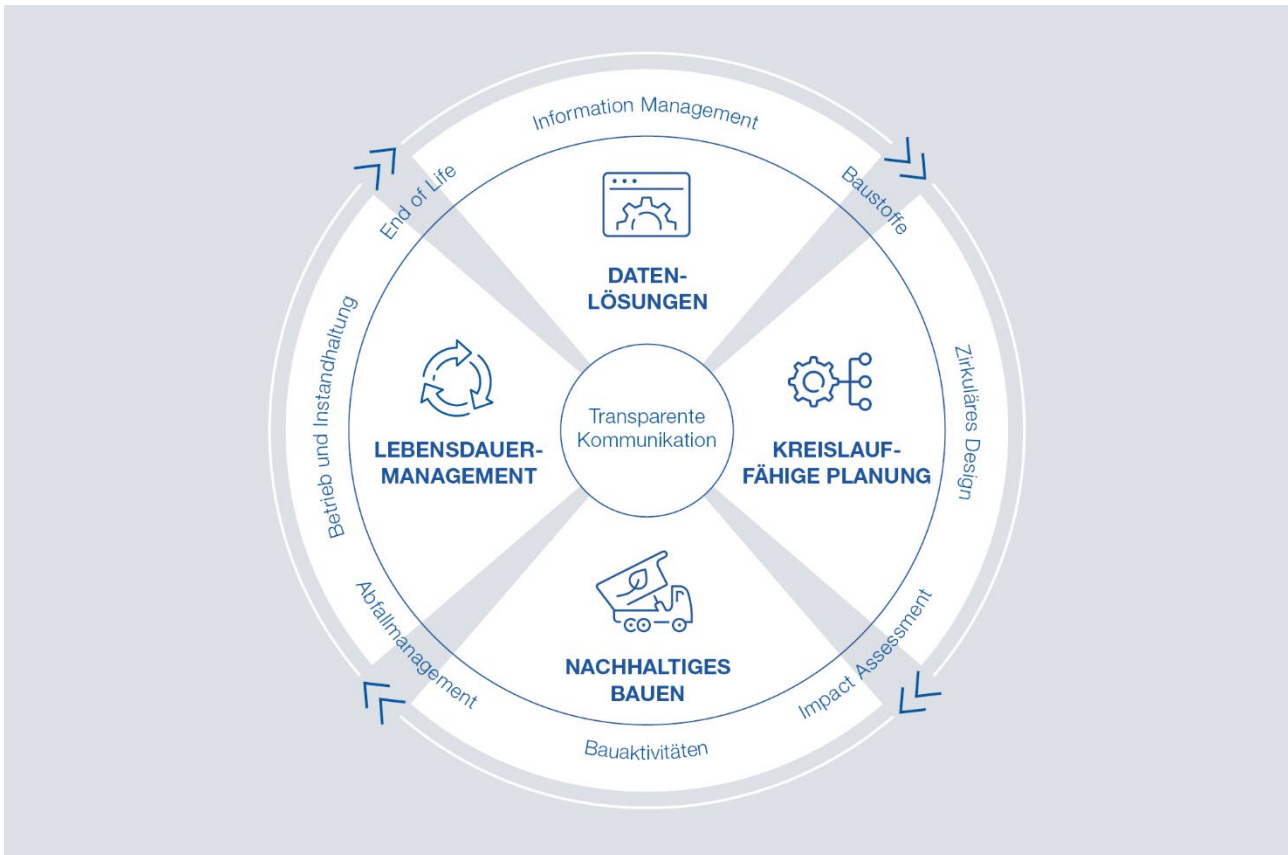 Information Management
End of Life
Baustoffe
DATEN-
LÖSUNGEN
Betrieb und Instandhaltung
LEBENSDAUER-
MANAGEMENT
Transparente
Kommunikation
KREISLAUF-
FÄHIGE PLANUNG
Zirkuläres Design
Abfallmanagement
NACHHALTIGES
BAUEN
Impact Assessment
Bauaktivitäten